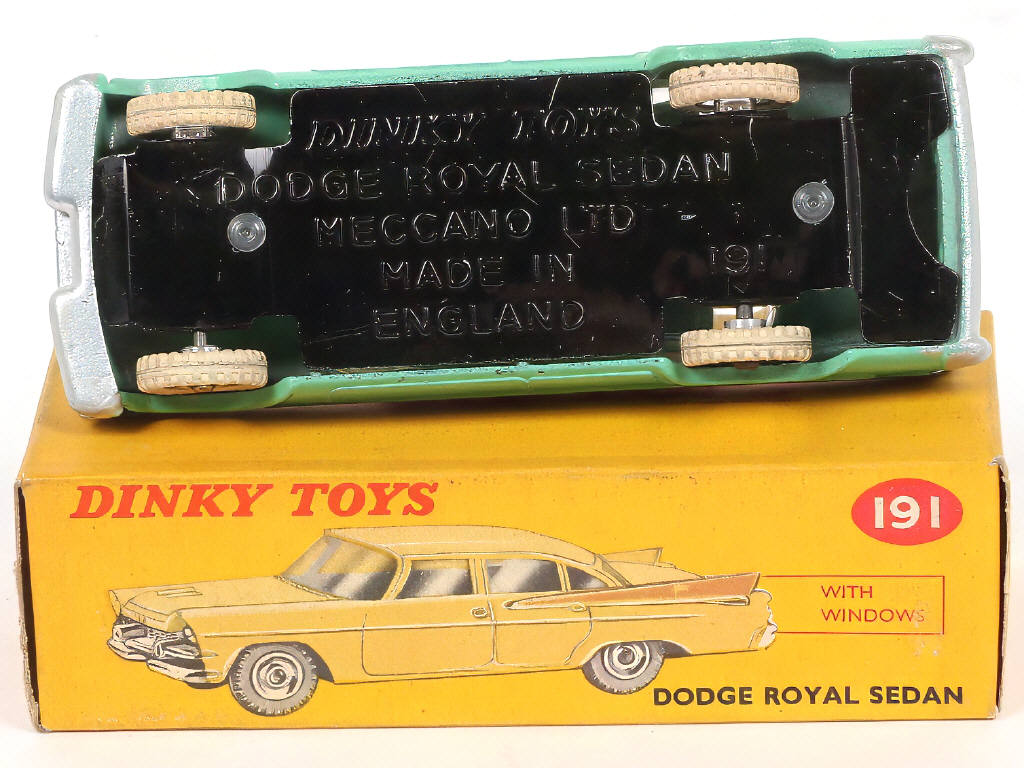 DINKY TOYS
DODGE ROYAL SEDAN
MECCANO LTD
MADE IN
ENGLAND
191
DINKY TOYS
191
WITH
WINDOWS
DODGE ROYAL SEDAN